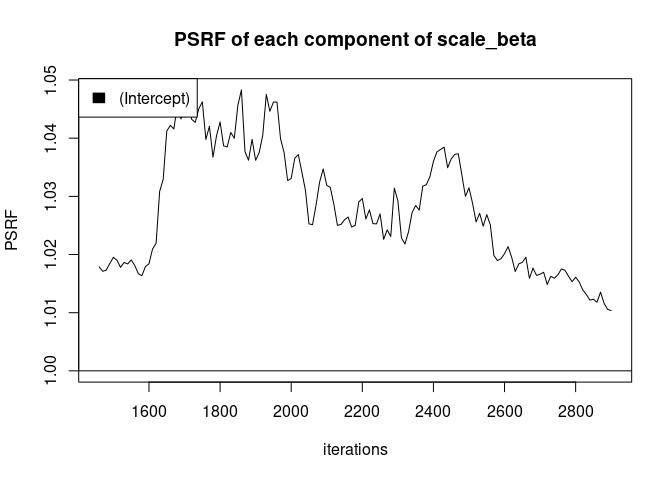 PSRF of each component of scale_beta
(Intercept)
PSRF
1.05
1.04
1.03
1.02
1.01
1.00
1600 1800 2000 2200 2400 2600 2800
iterations